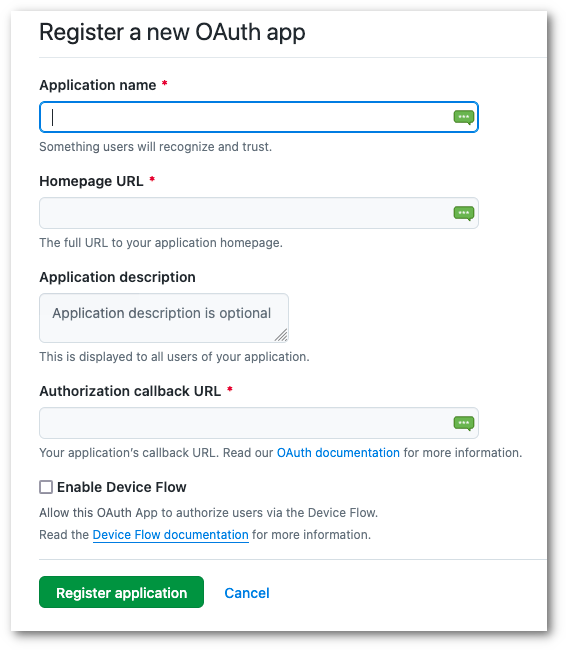 Register a new OAuth app
Application name *
Something users will recognize and trust.
Homepage URL *
The full URL to your application homepage.
Application description
Application description is optional
This is displayed to all users of your application.
Authorization callback URL *
Your application's callback URL. Read our OAuth documentation for more information.
Enable Device Flow
Allow this OAuth App to authorize users via the Device Flow.
Read the Device Flow documentation for more information.
Register application Cancel